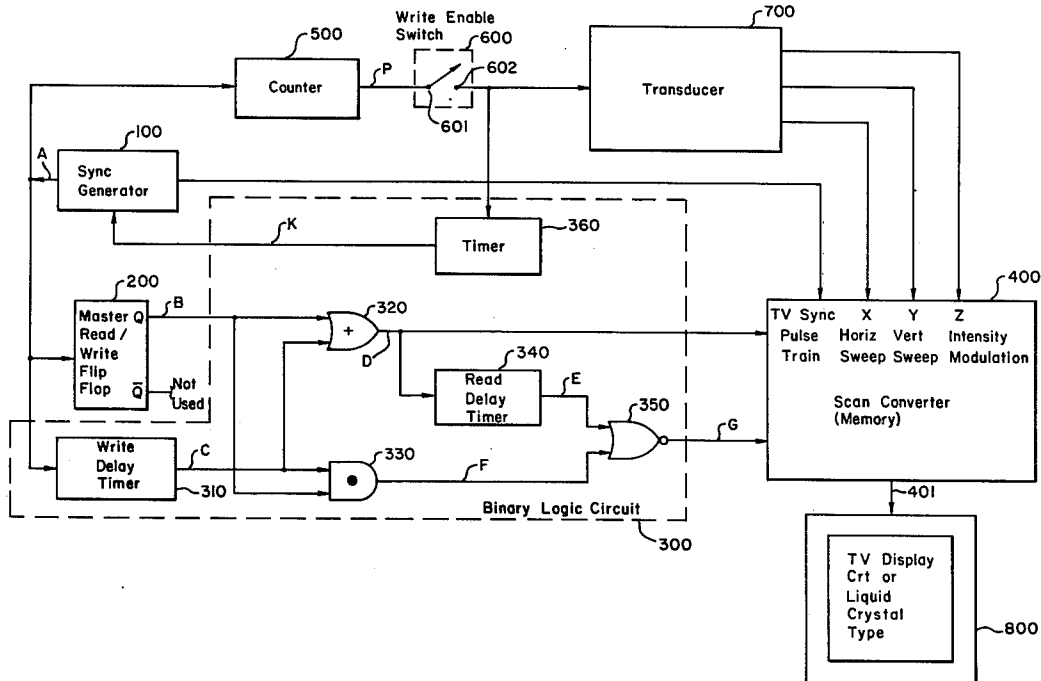 Write Enable
Switch
600
700
500
Counter
P
601
602
Transducer
A
100
Sync
Generator
K
Timer
360
200
Master Q
Read /
Write
Flip
Flop Q̅
Not
Used
B
320
+
D
340
Read
Delay
Timer
E
350
G
Write
Delay
Timer
310
C
330
•
F
Binary Logic Circuit
300
400
TV Sync X Y Z
Pulse Horiz Vert Intensity
Train Sweep Sweep Modulation
Scan Converter
(Memory)
401
TV Display
Crt or
Liquid
Crystal
Type
800